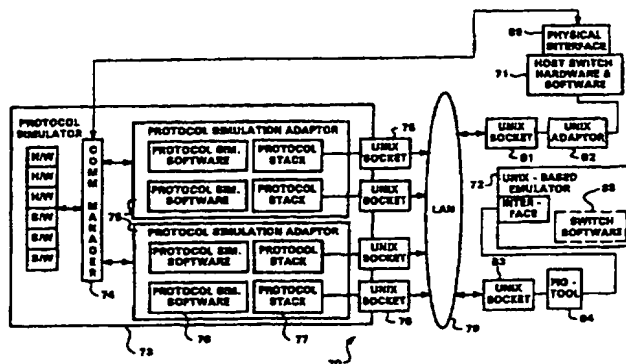 89
PHYSICAL
INTERFACE
71
HOST SWITCH
HARDWARE &
SOFTWARE
PROTOCOL
SIMULATOR
H/W
H/W
H/W
S/W
S/W
S/W
COMM MANAGER
74
PROTOCOL SIMULATION ADAPTOR
PROTOCOL SIM.
SOFTWARE
PROTOCOL
STACK
PROTOCOL SIM.
SOFTWARE
PROTOCOL
STACK
75
PROTOCOL SIMULATION ADAPTOR
PROTOCOL SIM.
SOFTWARE
PROTOCOL
STACK
PROTOCOL SIM.
SOFTWARE
PROTOCOL
STACK
76
77
73
70
UNIX
SOCKET
UNIX
SOCKET
UNIX
SOCKET
UNIX
SOCKET
78
LAN
79
UNIX
SOCKET
81
UNIX
ADAPTOR
82
72
UNIX - BASED
EMULATOR
INTER-
FACE
SWITCH
SOFTWARE
83
UNIX
SOCKET
MO -
TOOL
84